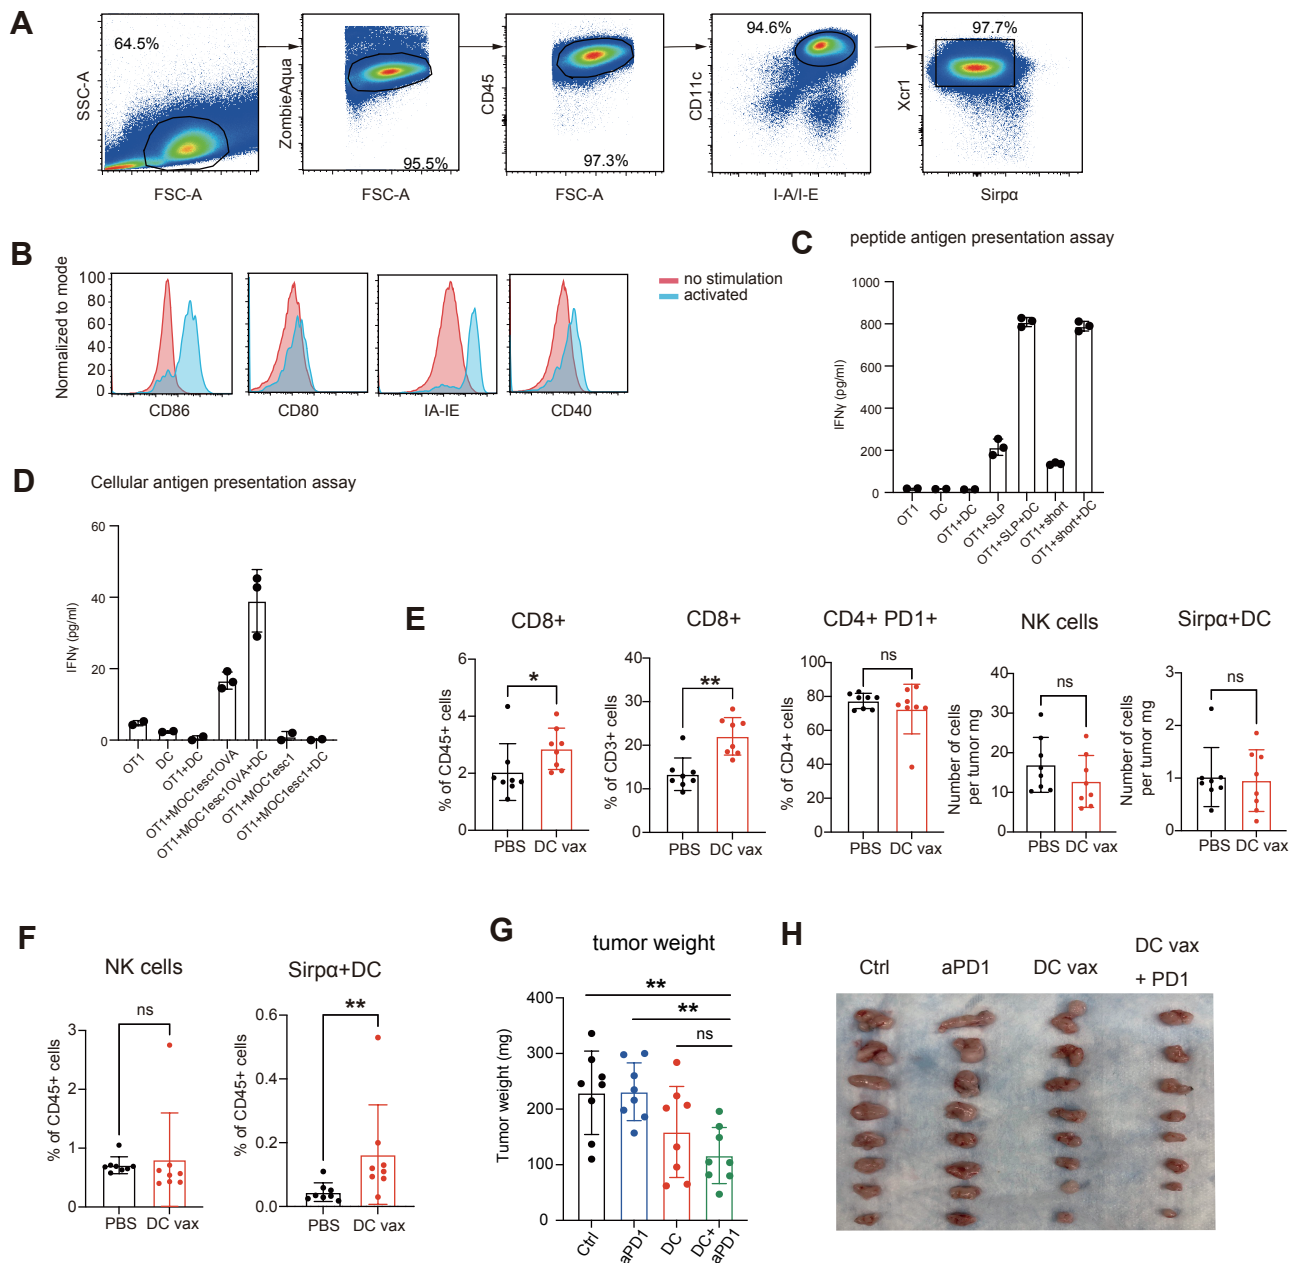 A
64.5%
SSC-A
FSC-A
ZombieAqua
95.5%
FSC-A
CD45
97.3%
FSC-A
94.6%
CD11c
I-A/I-E
97.7%
Xcr1
Sirpα
B
Normalized to mode
100
80
60
40
20
0
CD86
CD80
IA-IE
CD40
no stimulation
activated
C
peptide antigen presentation assay
IFNγ (pg/ml)
1000
800
600
400
200
0
OT1
DC
OT1+DC
OT1+SLP
OT1+SLP+DC
OT1+short
OT1+short+DC
D
Cellular antigen presentation assay
IFNγ (pg/ml)
60
40
20
0
OT1
DC
OT1+DC
OT1+MOC1esc1OVA
OT1+MOC1esc1OVA+DC
OT1+MOC1esc1
OT1+MOC1esc1+DC
E
CD8+
% of CD45+ cells
6
4
2
0
*
PBS DC vax
CD8+
% of CD3+ cells
40
30
20
10
0
**
PBS DC vax
CD4+ PD1+
% of CD4+ cells
100
80
60
40
20
0
ns
PBS DC vax
NK cells
Number of cells
per tumor mg
40
30
20
10
0
ns
PBS DC vax
Sirpα+DC
Number of cells
per tumor mg
3
2
1
0
ns
PBS DC vax
F
NK cells
% of CD45+ cells
3
2
1
0
ns
PBS DC vax
Sirpα+DC
% of CD45+ cells
0.6
0.4
0.2
0.0
**
PBS DC vax
G
tumor weight
Tumor weight (mg)
400
300
200
100
0
**
**
ns
Ctrl
aPD1
DC
DC+
aPD1
H
Ctrl
aPD1
DC vax
DC vax
+ PD1